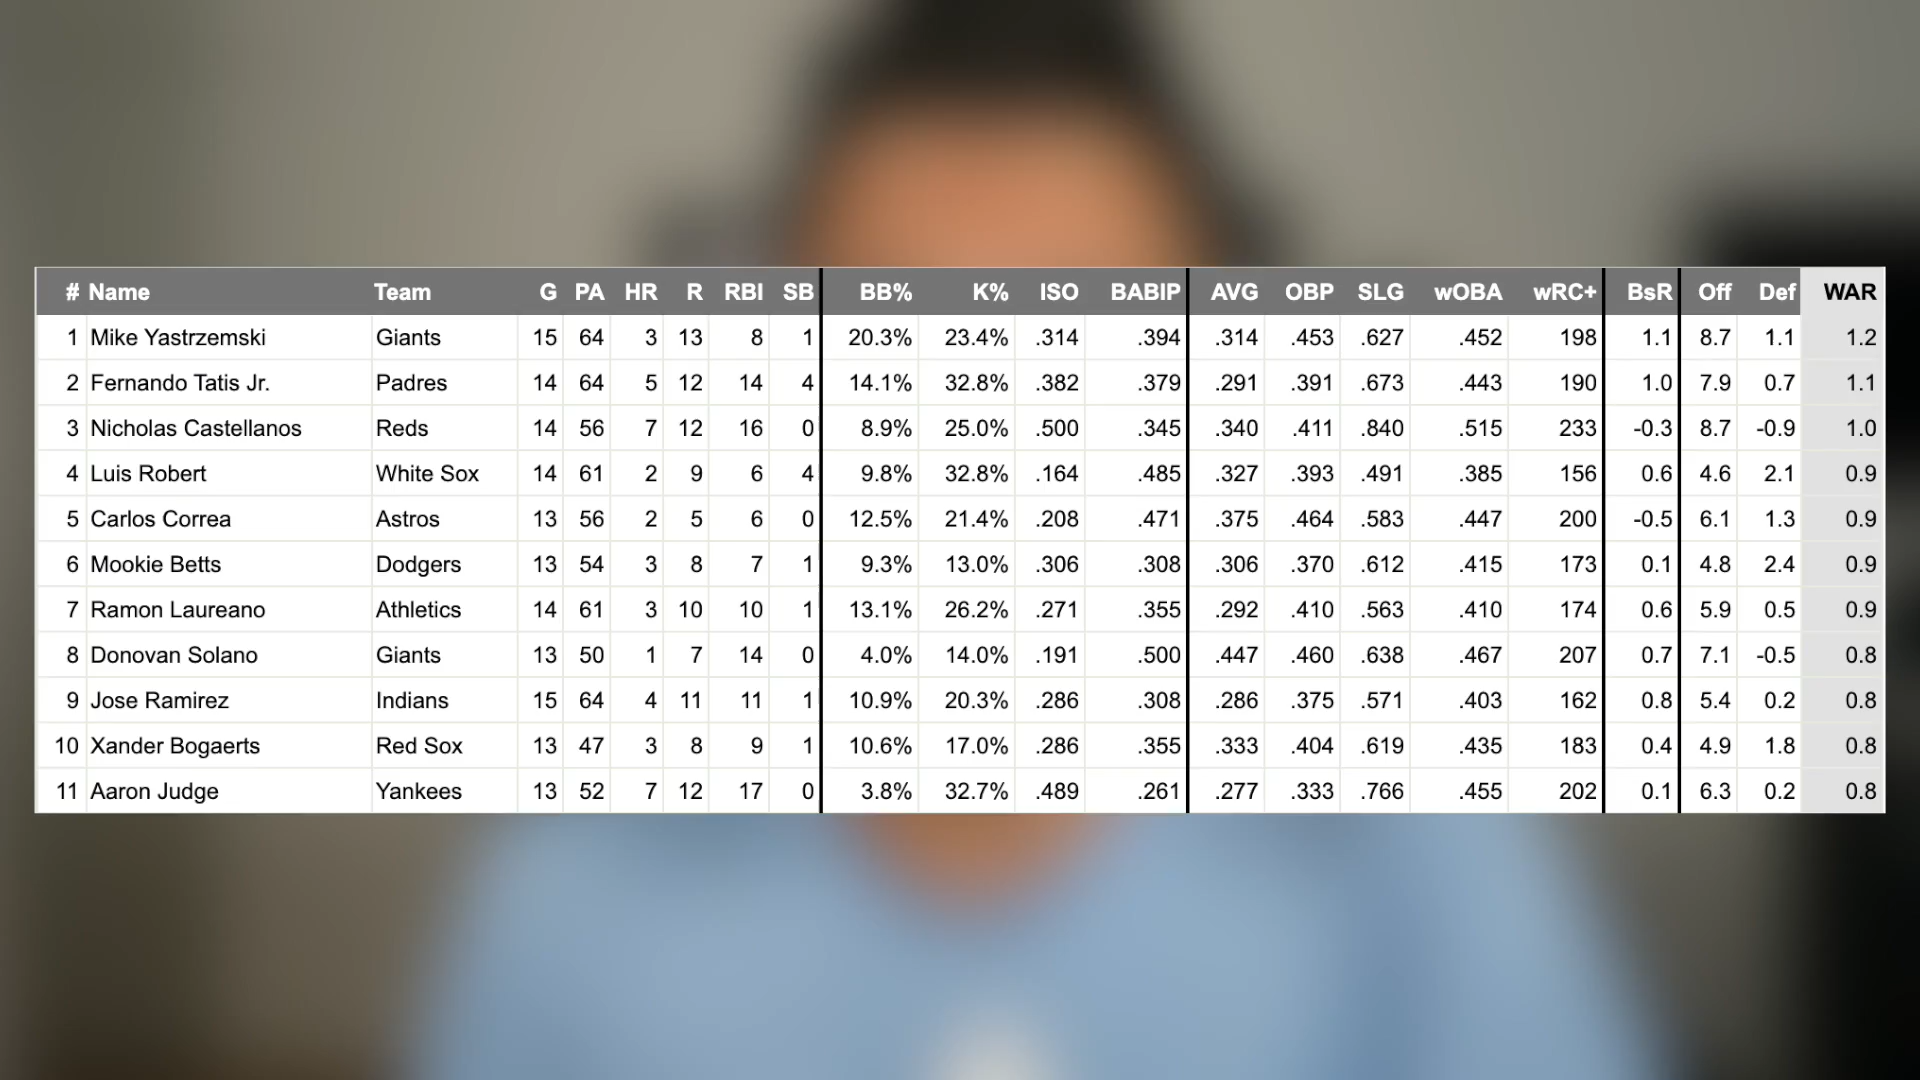 # Name Team G PA HR R RBI SB BB% K% ISO BABIP AVG OBP SLG wOBA wRC+ BsR Off Def WAR
1 Mike Yastrzemski Giants 15 64 3 13 8 1 20.3% 23.4% .314 .394 .314 .453 .627 .452 198 1.1 8.7 1.1 1.2
2 Fernando Tatis Jr. Padres 14 64 5 12 14 4 14.1% 32.8% .382 .379 .291 .391 .673 .443 190 1.0 7.9 0.7 1.1
3 Nicholas Castellanos Reds 14 56 7 12 16 0 8.9% 25.0% .500 .345 .340 .411 .840 .515 233 -0.3 8.7 -0.9 1.0
4 Luis Robert White Sox 14 61 2 9 6 4 9.8% 32.8% .164 .485 .327 .393 .491 .385 156 0.6 4.6 2.1 0.9
5 Carlos Correa Astros 13 56 2 5 6 0 12.5% 21.4% .208 .471 .375 .464 .583 .447 200 -0.5 6.1 1.3 0.9
6 Mookie Betts Dodgers 13 54 3 8 7 1 9.3% 13.0% .306 .308 .306 .370 .612 .415 173 0.1 4.8 2.4 0.9
7 Ramon Laureano Athletics 14 61 3 10 10 1 13.1% 26.2% .271 .355 .292 .410 .563 .410 174 0.6 5.9 0.5 0.9
8 Donovan Solano Giants 13 50 1 7 14 0 4.0% 14.0% .191 .500 .447 .460 .638 .467 207 0.7 7.1 -0.5 0.8
9 Jose Ramirez Indians 15 64 4 11 11 1 10.9% 20.3% .286 .308 .286 .375 .571 .403 162 0.8 5.4 0.2 0.8
10 Xander Bogaerts Red Sox 13 47 3 8 9 1 10.6% 17.0% .286 .355 .333 .404 .619 .435 183 0.4 4.9 1.8 0.8
11 Aaron Judge Yankees 13 52 7 12 17 0 3.8% 32.7% .489 .261 .277 .333 .766 .455 202 0.1 6.3 0.2 0.8